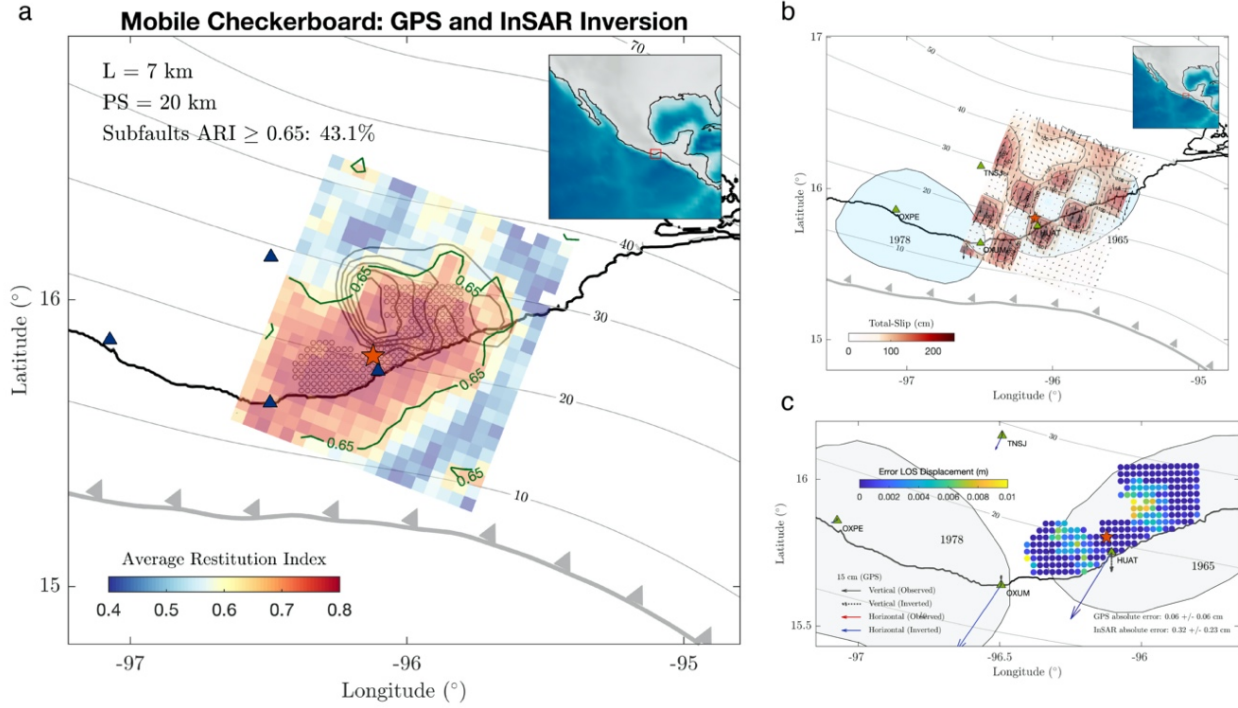 a
Mobile Checkerboard: GPS and InSAR Inversion
L = 7 km
PS = 20 km
Subfaults ARI ≥ 0.65: 43.1%
70
40
30
20
10
0.65
0.65
0.65
0.65
0.65
Average Restitution Index
0.4 0.5 0.6 0.7 0.8
16
15
Latitude (°)
-97 -96 -95
Longitude (°)
b
17
16
15
Latitude (°)
50
40
30
20
10
TNSJ
OXPE
HUAT
OXUM
1978
1965
Total-Slip (cm)
0 100 200
-97 -96 -95
Longitude (°)
c
16
15.5
Latitude (°)
30
20
10
TNSJ
Error LOS Displacement (m)
0 0.002 0.004 0.006 0.008 0.01
OXPE
1978
HUAT
1965
OXUM
15 cm (GPS)
Vertical (Observed)
Vertical (Inverted)
Horizontal (Observed)
Horizontal (Inverted)
GPS absolute error: 0.06 +/- 0.06 cm
InSAR absolute error: 0.32 +/- 0.23 cm
-97 -96.5 -96
Longitude (°)